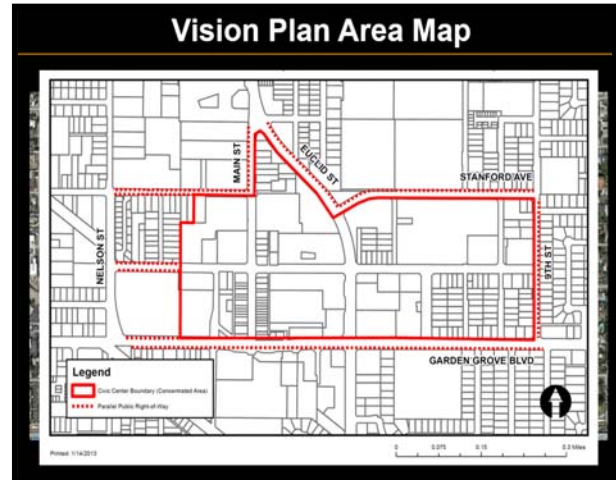 Vision Plan Area Map
MAIN ST
EUCLID ST
STANFORD AVE
NELSON ST
9TH ST
GARDEN GROVE BLVD
Legend
Civic Center Boundary (Concentrated Area)
Parallel Public Right-of-Way
Printed: 1/14/2013
0 0.075 0.15 0.3 Miles